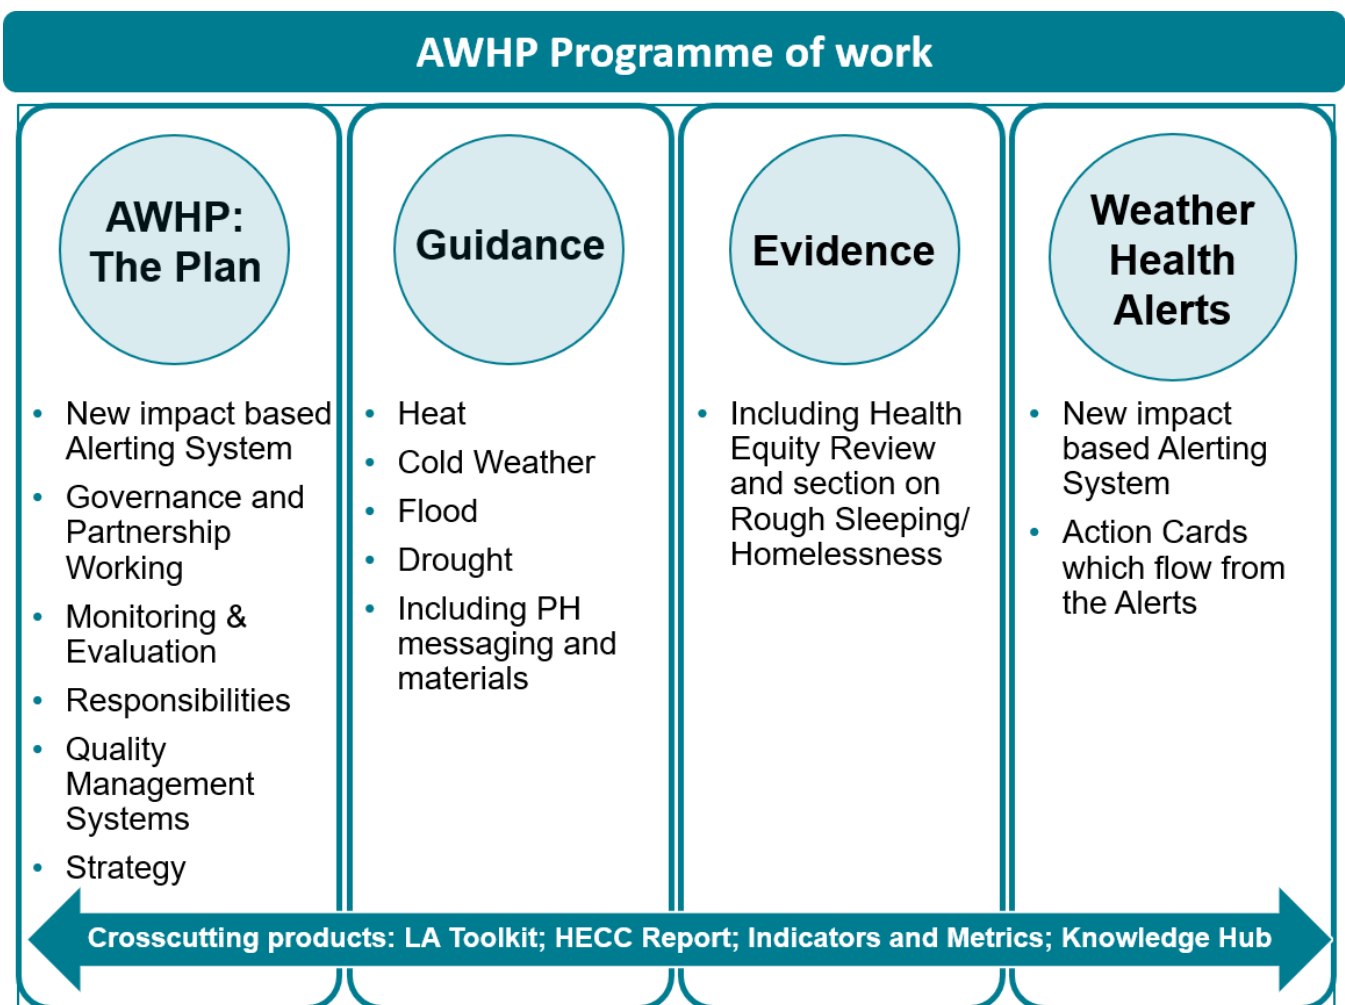 AWHP Programme of work
AWHP:
The Plan
• New impact based
Alerting System
• Governance and
Partnership
Working
• Monitoring &
Evaluation
• Responsibilities
• Quality
Management
Systems
• Strategy
Guidance
• Heat
• Cold Weather
• Flood
• Drought
• Including PH
messaging and
materials
Evidence
• Including Health
Equity Review
and section on
Rough Sleeping/
Homelessness
Weather
Health
Alerts
• New impact
based Alerting
System
• Action Cards
which flow from
the Alerts
Crosscutting products: LA Toolkit; HECC Report; Indicators and Metrics; Knowledge Hub